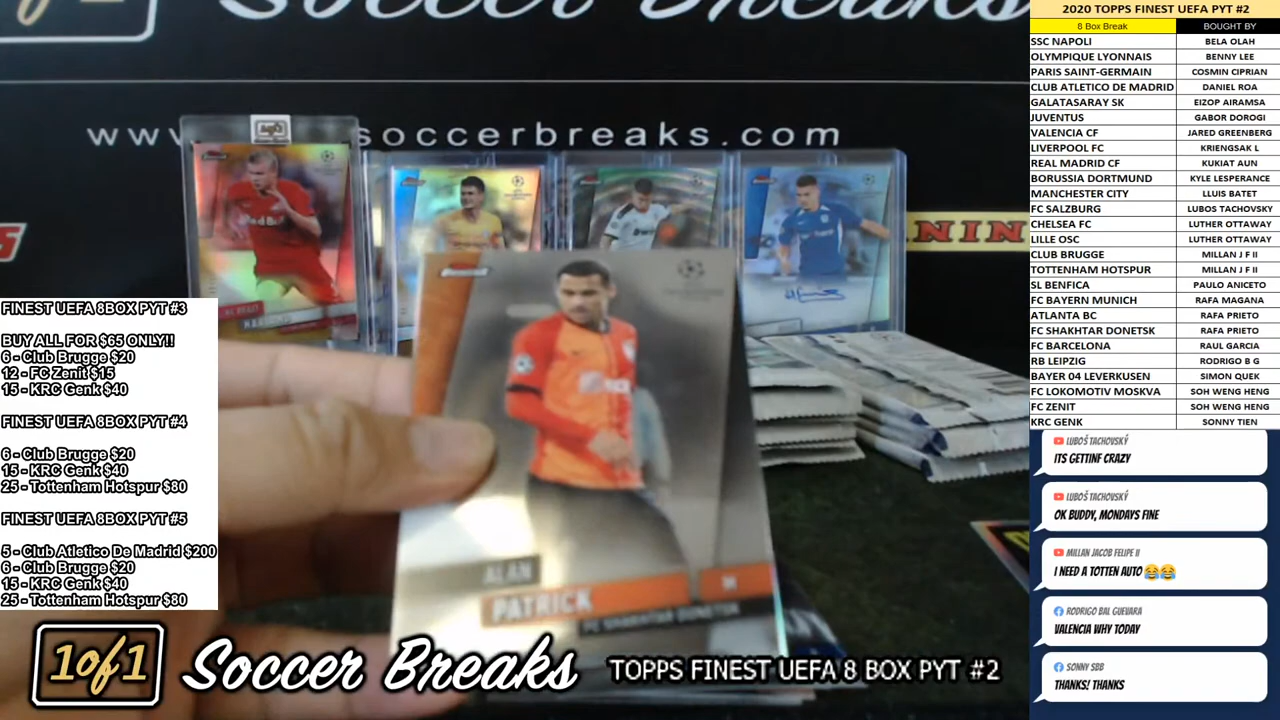 Soccer Breaks
www.soccerbreaks.com
PANINI
ALAN
PATRICK
FC SHAKHTAR DONETSK
FINEST UEFA 8BOX PYT #3
BUY ALL FOR $65 ONLY!!
6 - Club Brugge $20
12 - FC Zenit $15
15 - KRC Genk $40
FINEST UEFA 8BOX PYT #4
6 - Club Brugge $20
15 - KRC Genk $40
25 - Tottenham Hotspur $80
FINEST UEFA 8BOX PYT #5
5 - Club Atletico De Madrid $200
6 - Club Brugge $20
15 - KRC Genk $40
25 - Tottenham Hotspur $80
1of1 Soccer Breaks TOPPS FINEST UEFA 8 BOX PYT #2
2020 TOPPS FINEST UEFA PYT #2
8 Box Break BOUGHT BY
SSC NAPOLI BELA OLAH
OLYMPIQUE LYONNAIS BENNY LEE
PARIS SAINT-GERMAIN COSMIN CIPRIAN
CLUB ATLETICO DE MADRID DANIEL ROA
GALATASARAY SK EIZOP AIRAMSA
JUVENTUS GABOR DOROGI
VALENCIA CF JARED GREENBERG
LIVERPOOL FC KRIENGSAK L
REAL MADRID CF KUKIAT AUN
BORUSSIA DORTMUND KYLE LESPERANCE
MANCHESTER CITY LLUIS BATET
FC SALZBURG LUBOS TACHOVSKY
CHELSEA FC LUTHER OTTAWAY
LILLE OSC LUTHER OTTAWAY
CLUB BRUGGE MILLAN J F II
TOTTENHAM HOTSPUR MILLAN J F II
SL BENFICA PAULO ANICETO
FC BAYERN MUNICH RAFA MAGANA
ATLANTA BC RAFA PRIETO
FC SHAKHTAR DONETSK RAFA PRIETO
FC BARCELONA RAUL GARCIA
RB LEIPZIG RODRIGO B G
BAYER 04 LEVERKUSEN SIMON QUEK
FC LOKOMOTIV MOSKVA SOH WENG HENG
FC ZENIT SOH WENG HENG
KRC GENK SONNY TIEN
LUBOŠ TACHOVSKÝ
ITS GETTINF CRAZY
LUBOŠ TACHOVSKÝ
OK BUDDY, MONDAYS FINE
MILLAN JACOB FELIPE II
I NEED A TOTTEN AUTO😂😂
RODRIGO BAL GUEVARA
VALENCIA WHY TODAY
SONNY SBB
THANKS! THANKS